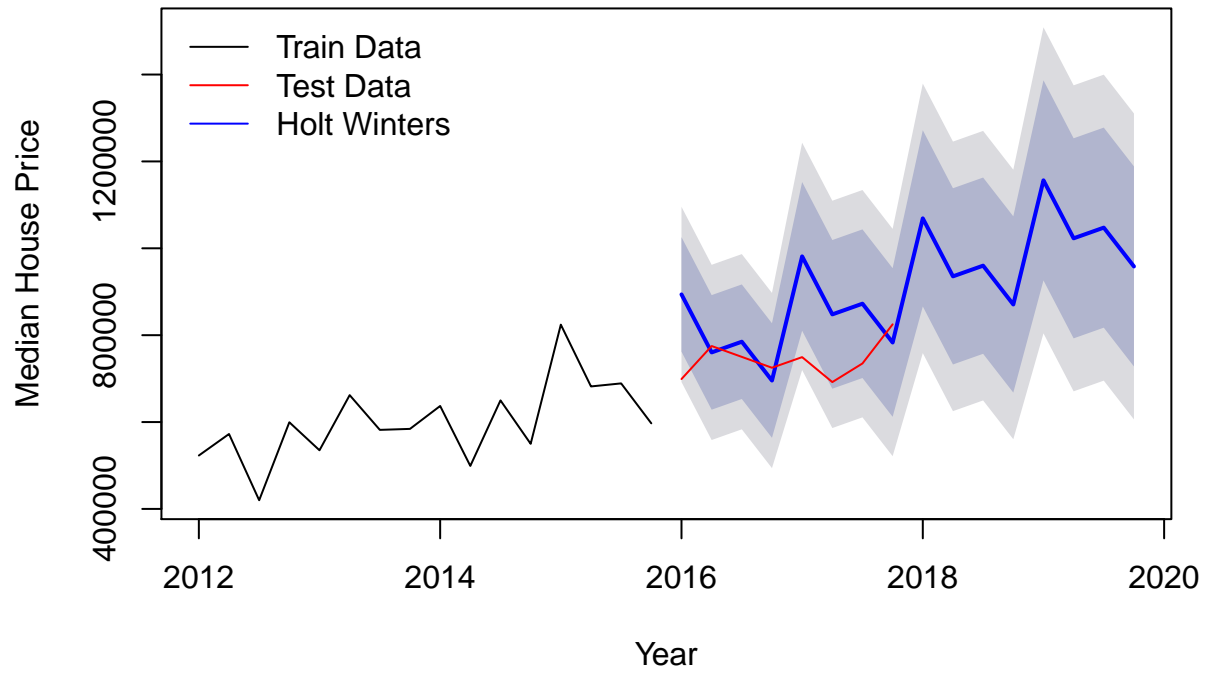 Train Data
Test Data
Holt Winters
Median House Price
400000
800000
1200000
2012
2014
2016
2018
2020
Year